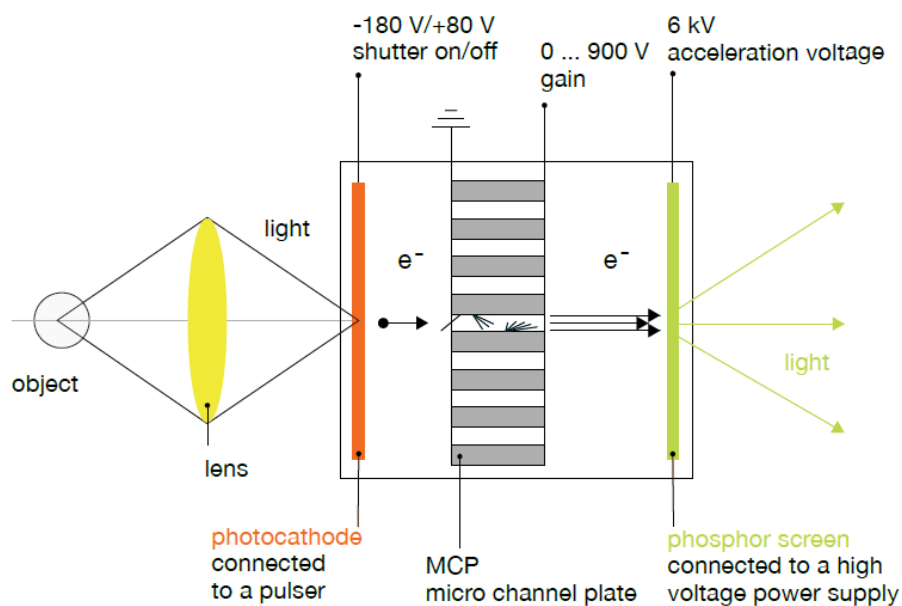 -180 V/+80 V
shutter on/off
0 ... 900 V
gain
6 kV
acceleration voltage
light
e-
e-
object
light
lens
photocathode
connected
to a pulser
MCP
micro channel plate
phosphor screen
connected to a high
voltage power supply